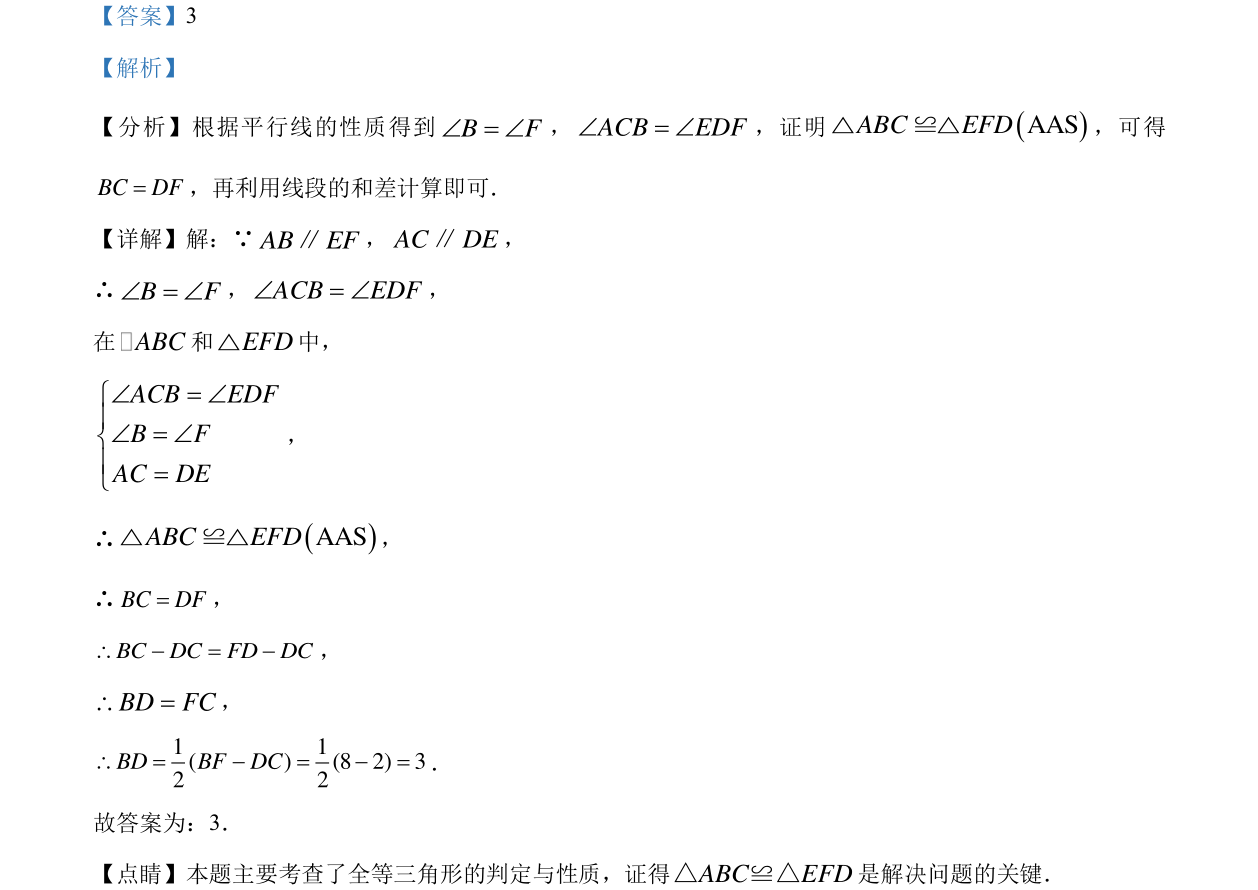 【答案】3
【解析】
【分析】根据平行线的性质得到∠B=∠F，∠ACB=∠EDF，证明△ABC≌△EFD(AAS)，可得
BC=DF，再利用线段的和差计算即可．
【详解】解：∵AB∥EF，AC∥DE，
∴∠B=∠F，∠ACB=∠EDF，
在□ABC和△EFD中，
{∠ACB=∠EDF
∠B=∠F ，
AC=DE
∴△ABC≌△EFD(AAS)，
∴BC=DF，
∴BC−DC=FD−DC，
∴BD=FC，
∴BD=1/2(BF−DC)=1/2(8−2)=3．
故答案为：3．
【点睛】本题主要考查了全等三角形的判定与性质，证得△ABC≌△EFD是解决问题的关键．